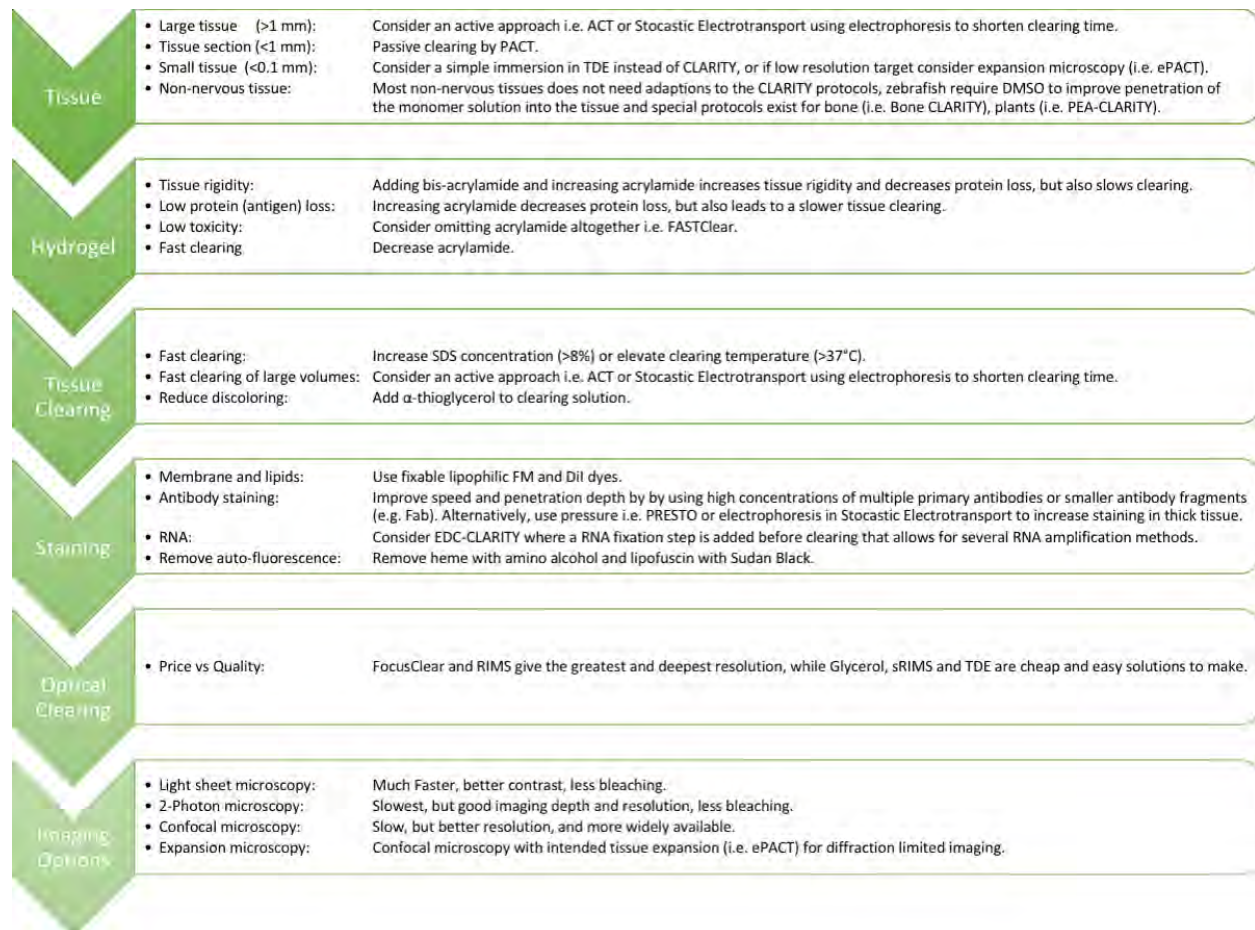 Tissue
• Large tissue (>1 mm): Consider an active approach i.e. ACT or Stocastic Electrotransport using electrophoresis to shorten clearing time.
• Tissue section (<1 mm): Passive clearing by PACT.
• Small tissue (<0.1 mm): Consider a simple immersion in TDE instead of CLARITY, or if low resolution target consider expansion microscopy (i.e. ePACT).
• Non-nervous tissue: Most non-nervous tissues does not need adaptions to the CLARITY protocols, zebrafish require DMSO to improve penetration of
the monomer solution into the tissue and special protocols exist for bone (i.e. Bone CLARITY), plants (i.e. PEA-CLARITY).
Hydrogel
• Tissue rigidity: Adding bis-acrylamide and increasing acrylamide increases tissue rigidity and decreases protein loss, but also slows clearing.
• Low protein (antigen) loss: Increasing acrylamide decreases protein loss, but also leads to a slower tissue clearing.
• Low toxicity: Consider omitting acrylamide altogether i.e. FASTClear.
• Fast clearing Decrease acrylamide.
Tissue
Clearing
• Fast clearing: Increase SDS concentration (>8%) or elevate clearing temperature (>37°C).
• Fast clearing of large volumes: Consider an active approach i.e. ACT or Stocastic Electrotransport using electrophoresis to shorten clearing time.
• Reduce discoloring: Add α-thioglycerol to clearing solution.
Staining
• Membrane and lipids: Use fixable lipophilic FM and DiI dyes.
• Antibody staining: Improve speed and penetration depth by by using high concentrations of multiple primary antibodies or smaller antibody fragments
(e.g. Fab). Alternatively, use pressure i.e. PRESTO or electrophoresis in Stocastic Electrotransport to increase staining in thick tissue.
• RNA: Consider EDC-CLARITY where a RNA fixation step is added before clearing that allows for several RNA amplification methods.
• Remove auto-fluorescence: Remove heme with amino alcohol and lipofuscin with Sudan Black.
Optical
Clearing
• Price vs Quality: FocusClear and RIMS give the greatest and deepest resolution, while Glycerol, sRIMS and TDE are cheap and easy solutions to make.
Imaging
Options
• Light sheet microscopy: Much Faster, better contrast, less bleaching.
• 2-Photon microscopy: Slowest, but good imaging depth and resolution, less bleaching.
• Confocal microscopy: Slow, but better resolution, and more widely available.
• Expansion microscopy: Confocal microscopy with intended tissue expansion (i.e. ePACT) for diffraction limited imaging.